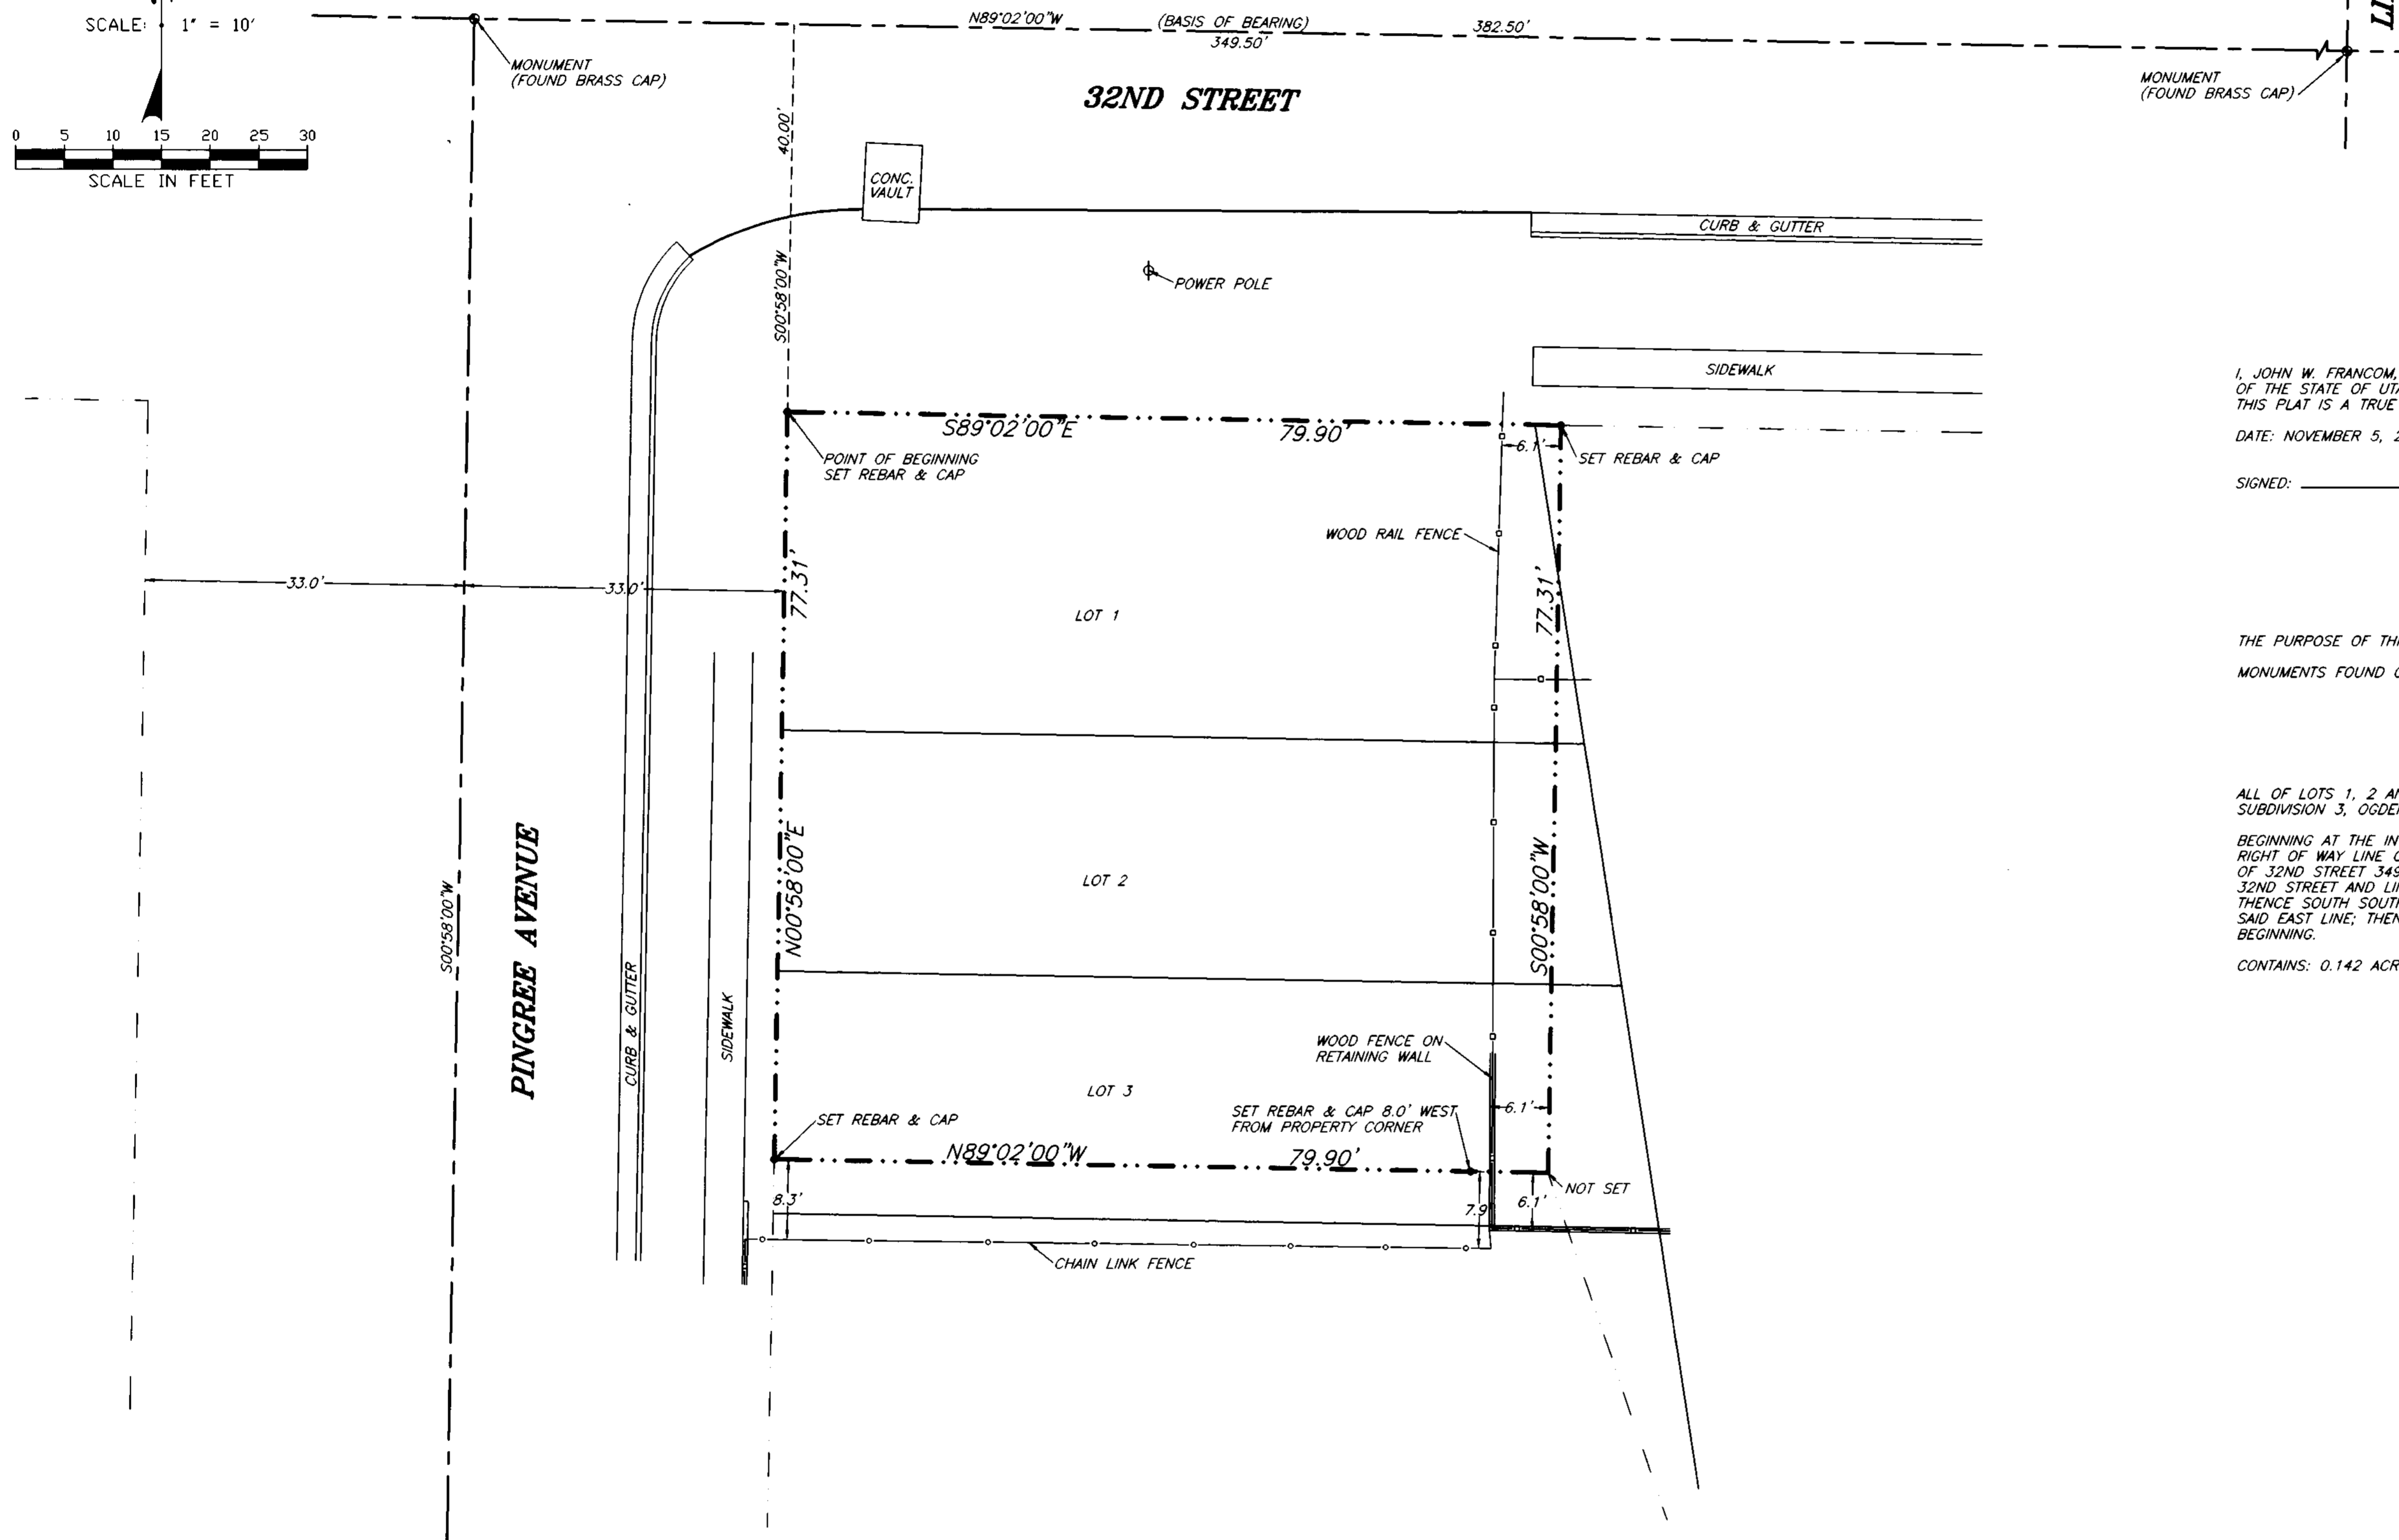 SCALE: 1" = 10'
0 5 10 15 20 25 30
SCALE IN FEET
N89°02'00"W (BASIS OF BEARING) 382.50'
349.50'
MONUMENT
(FOUND BRASS CAP)
32ND STREET
MONUMENT
(FOUND BRASS CAP)
LI
40.00'
S00°58'00"W
CONC.
VAULT
CURB & GUTTER
POWER POLE
SIDEWALK
S89°02'00"E 79.90'
6.1'
POINT OF BEGINNING
SET REBAR & CAP
SET REBAR & CAP
WOOD RAIL FENCE
33.0'
33.0'
77.31'
77.31'
LOT 1
LOT 2
N00°58'00"E
S00°58'00"W
S00°58'00"W
PINGREE AVENUE
CURB & GUTTER
SIDEWALK
WOOD FENCE ON
RETAINING WALL
LOT 3
6.1'
SET REBAR & CAP 8.0' WEST
FROM PROPERTY CORNER
SET REBAR & CAP
N89°02'00"W 79.90'
NOT SET
8.3'
7.9
6.1'
CHAIN LINK FENCE
I, JOHN W. FRANCOM,
OF THE STATE OF UTA
THIS PLAT IS A TRUE
DATE: NOVEMBER 5, 2
SIGNED:
THE PURPOSE OF TH
MONUMENTS FOUND
ALL OF LOTS 1, 2 AN
SUBDIVISION 3, OGDE
BEGINNING AT THE IN
RIGHT OF WAY LINE
OF 32ND STREET 349
32ND STREET AND LI
THENCE SOUTH SOUTH
SAID EAST LINE; THEN
BEGINNING.
CONTAINS: 0.142 ACR